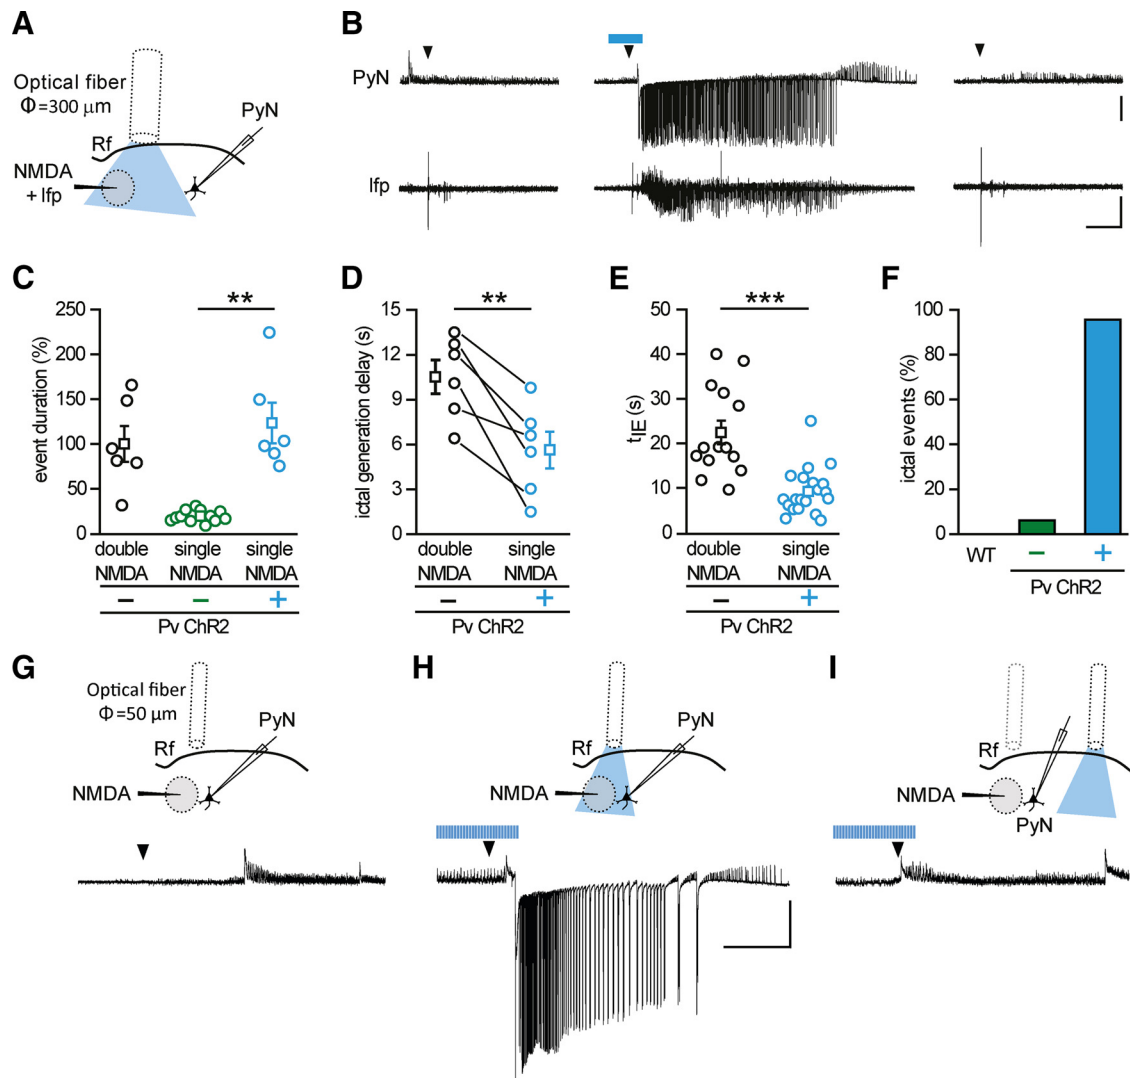 A
Optical fiber
Φ=300 µm
PyN
Rf
NMDA
+ lfp
B
PyN
lfp
C
**
event duration (%)
250
200
150
100
50
0
double single single
NMDA NMDA NMDA
− − +
Pv ChR2
D
**
ictal generation delay (s)
15
12
9
6
3
0
double single
NMDA NMDA
− +
Pv ChR2
E
***
tIE (s)
50
40
30
20
10
0
double single
NMDA NMDA
− +
Pv ChR2
F
ictal events (%)
100
80
60
40
20
0
WT − +
Pv ChR2
G
Optical fiber
Φ=50 µm
PyN
Rf
NMDA
H
PyN
Rf
NMDA
I
Rf
NMDA
PyN